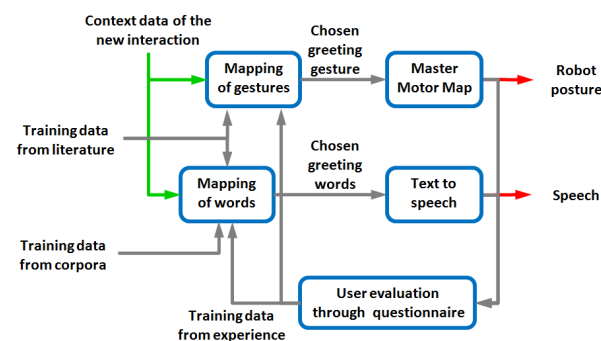 Context data of the
new interaction
Chosen
greeting
gesture
Mapping
of gestures
Master
Motor Map
Robot
posture
Training data
from literature
Chosen
greeting
words
Mapping
of words
Text to
speech
Speech
Training data
from corpora
User evaluation
through questionnaire
Training data
from experience